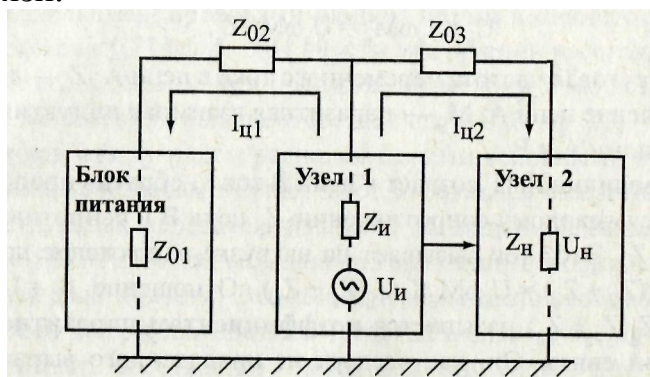 Z02 Z03
Iц1 Iц2
Блок питания Узел 1 Узел 2
Z01 Zи Zн Uн
Uи